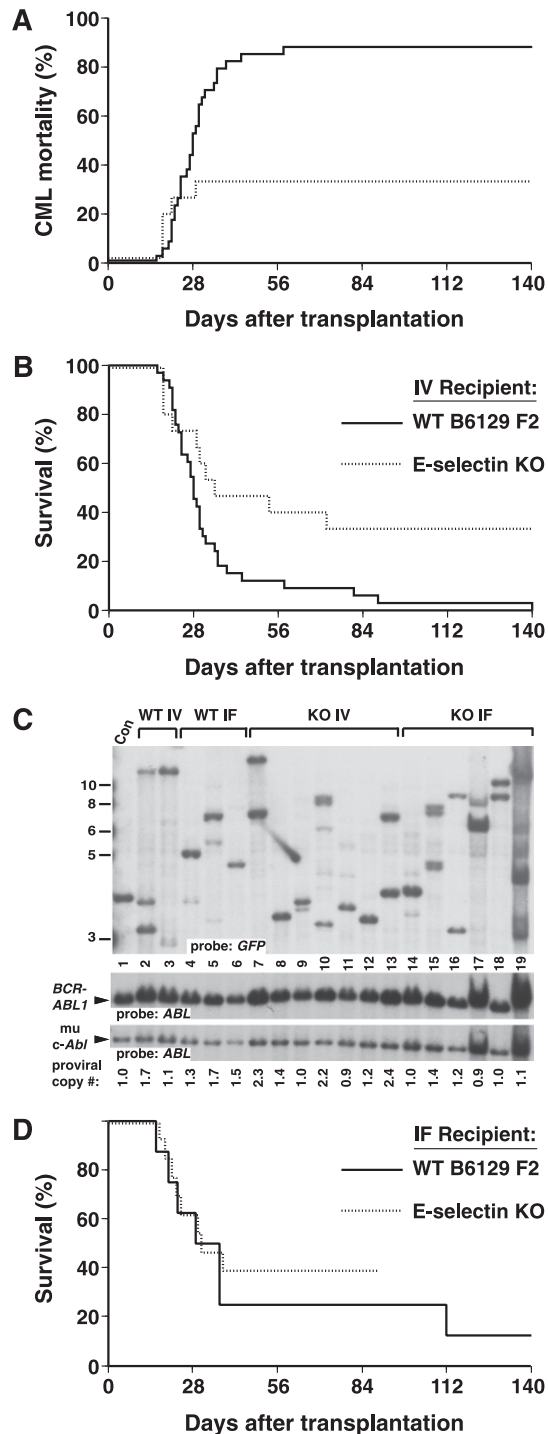 A
CML mortality (%)
100
80
60
40
20
0
0 28 56 84 112 140
Days after transplantation
B
Survival (%)
100
80
60
40
20
0
IV Recipient:
WT B6129 F2
E-selectin KO
0 28 56 84 112 140
Days after transplantation
C
Con WT IV WT IF KO IV KO IF
10
8
6
5
3
probe: GFP
1 2 3 4 5 6 7 8 9 10 11 12 13 14 15 16 17 18 19
BCR-
ABL1
probe: ABL
mu
c-Abl
probe: ABL
proviral
copy #:
1.0 1.7 1.1 1.3 1.7 1.5 2.3 1.4 1.0 2.2 0.9 1.2 2.4 1.0 1.4 1.2 0.9 1.0 1.1
D
Survival (%)
80
60
40
20
0
IF Recipient:
WT B6129 F2
E-selectin KO
0 28 56 84 112 140
Days after transplantation